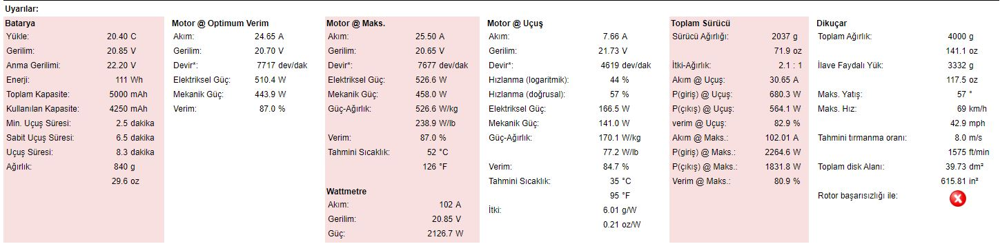 Uyarılar:
Batarya
Yükle: 20.40 C
Gerilim: 20.85 V
Anma Gerilimi: 22.20 V
Enerji: 111 Wh
Toplam Kapasite: 5000 mAh
Kullanılan Kapasite: 4250 mAh
Min. Uçuş Süresi: 2.5 dakika
Sabit Uçuş Süresi: 6.5 dakika
Uçuş Süresi: 8.3 dakika
Ağırlık: 840 g
29.6 oz
Motor @ Optimum Verim
Akım: 24.65 A
Gerilim: 20.70 V
Devir*: 7717 dev/dak
Elektriksel Güç: 510.4 W
Mekanik Güç: 443.9 W
Verim: 87.0 %
Motor @ Maks.
Akım: 25.50 A
Gerilim: 20.65 V
Devir*: 7677 dev/dak
Elektriksel Güç: 526.6 W
Mekanik Güç: 458.0 W
Güç-Ağırlık: 526.6 W/kg
238.9 W/lb
Verim: 87.0 %
Tahmini Sıcaklık: 52 °C
126 °F
Wattmetre
Akım: 102 A
Gerilim: 20.85 V
Güç: 2126.7 W
Motor @ Uçuş
Akım: 7.66 A
Gerilim: 21.73 V
Devir*: 4619 dev/dak
Hızlanma (logaritmik): 44 %
Hızlanma (doğrusal): 57 %
Elektriksel Güç: 166.5 W
Mekanik Güç: 141.0 W
Güç-Ağırlık: 170.1 W/kg
77.2 W/lb
Verim: 84.7 %
Tahmini Sıcaklık: 35 °C
95 °F
İtki: 6.01 g/W
0.21 oz/W
Toplam Sürücü
Sürücü Ağırlığı: 2037 g
71.9 oz
İtki-Ağırlık: 2.1 : 1
Akım @ Uçuş: 30.65 A
P(giriş) @ Uçuş: 680.3 W
P(çıkış) @ Uçuş: 564.1 W
verim @ Uçuş: 82.9 %
Akım @ Maks.: 102.01 A
P(giriş) @ Maks.: 2264.6 W
P(çıkış) @ Maks.: 1831.8 W
Verim @ Maks.: 80.9 %
Dikuçar
Toplam Ağırlık: 4000 g
141.1 oz
İlave Faydalı Yük: 3332 g
117.5 oz
Maks. Yatış: 57 °
Maks. Hız: 69 km/h
42.9 mph
Tahmini tırmanma oranı: 8.0 m/s
1575 ft/min
Toplam disk Alanı: 39.73 dm²
615.81 in²
Rotor başarısızlığı ile: